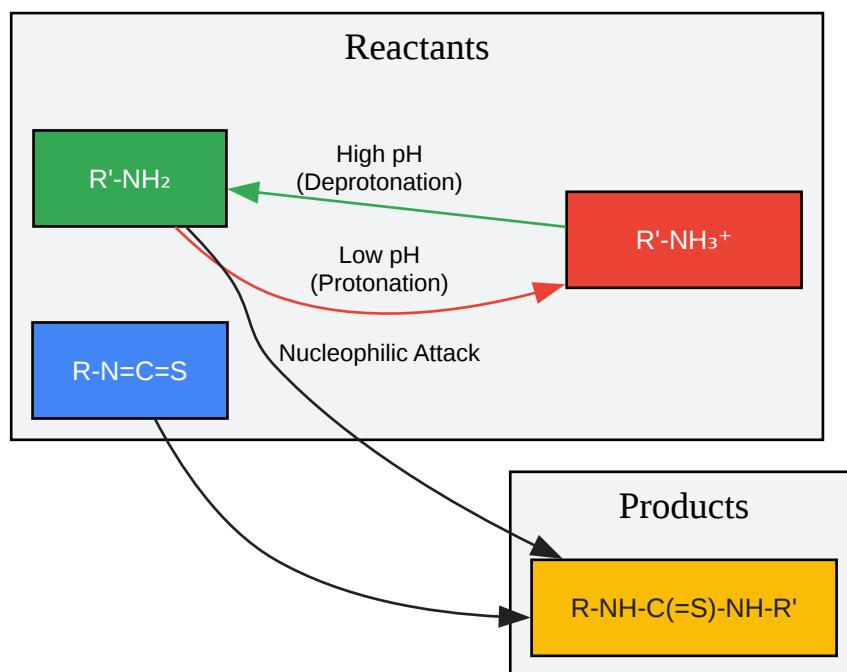 Reactants
High pH
(Deprotonation)
R'-NH₂
R'-NH₃⁺
Low pH
(Protonation)
Nucleophilic Attack
R-N=C=S
Products
R-NH-C(=S)-NH-R'